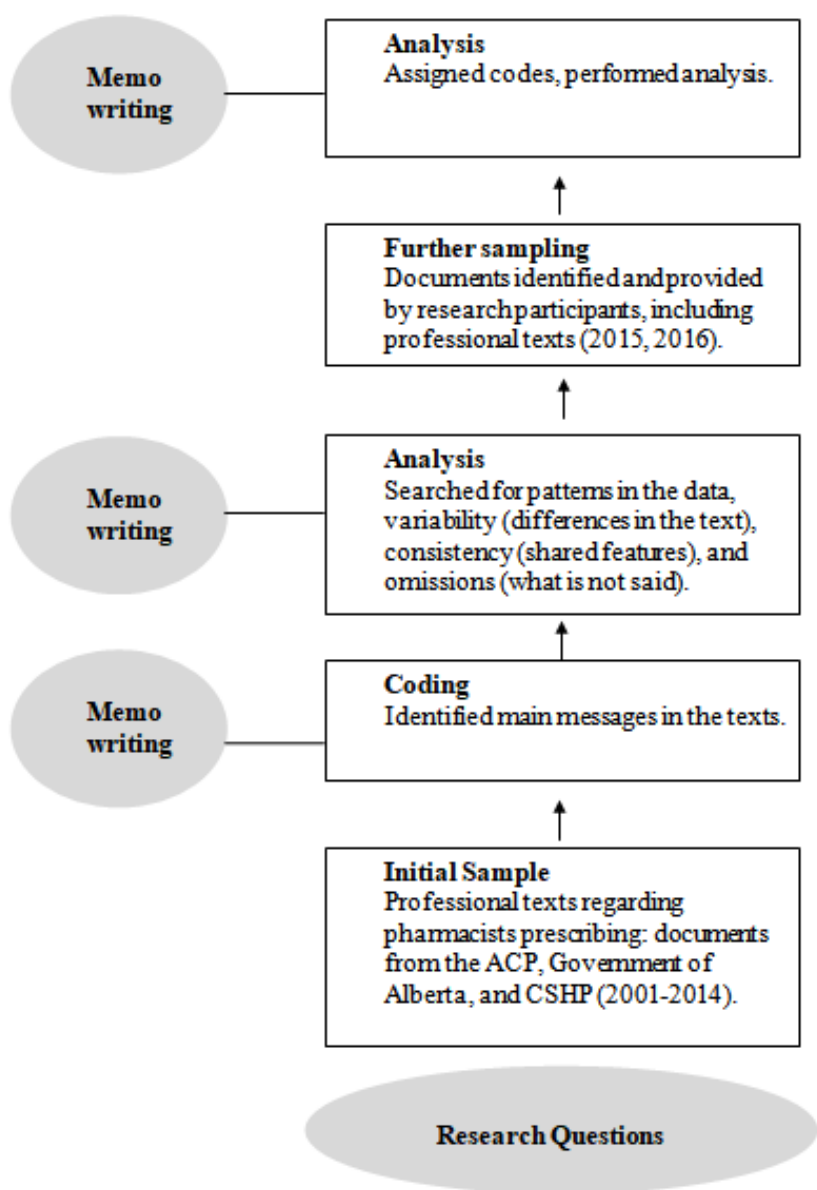 Memo
writing
Analysis
Assigned codes, performed analysis.
Further sampling
Documents identified and provided
by research participants, including
professional texts (2015, 2016).
Memo
writing
Analysis
Searched for patterns in the data,
variability (differences in the text),
consistency (shared features), and
omissions (what is not said).
Memo
writing
Coding
Identified main messages in the texts.
Initial Sample
Professional texts regarding
pharmacists prescribing: documents
from the ACP, Government of
Alberta, and CSHP (2001-2014).
Research Questions